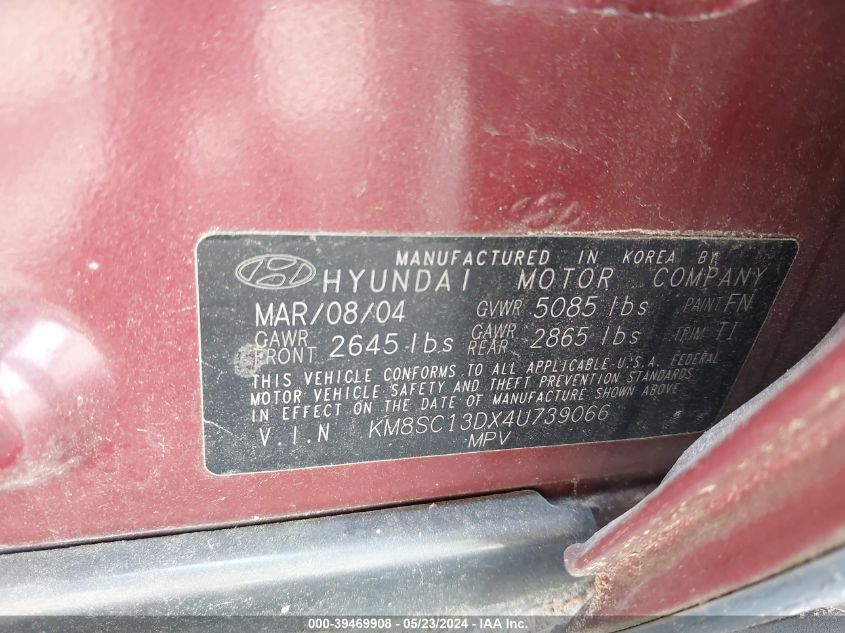 MANUFACTURED IN KOREA BY
HYUNDAI MOTOR COMPANY
MAR/08/04 GVWR 5085 lbs PAINT FN
GAWR FRONT 2645 lbs GAWR REAR 2865 lbs TRIM TI
THIS VEHICLE CONFORMS TO ALL APPLICABLE U.S.A. FEDERAL
MOTOR VEHICLE SAFETY AND THEFT PREVENTION STANDARDS
IN EFFECT ON THE DATE OF MANUFACTURE SHOWN ABOVE.
V.I.N KM8SC13DX4U739066
MPV
000-39469908 - 05/23/2024 - IAA Inc.